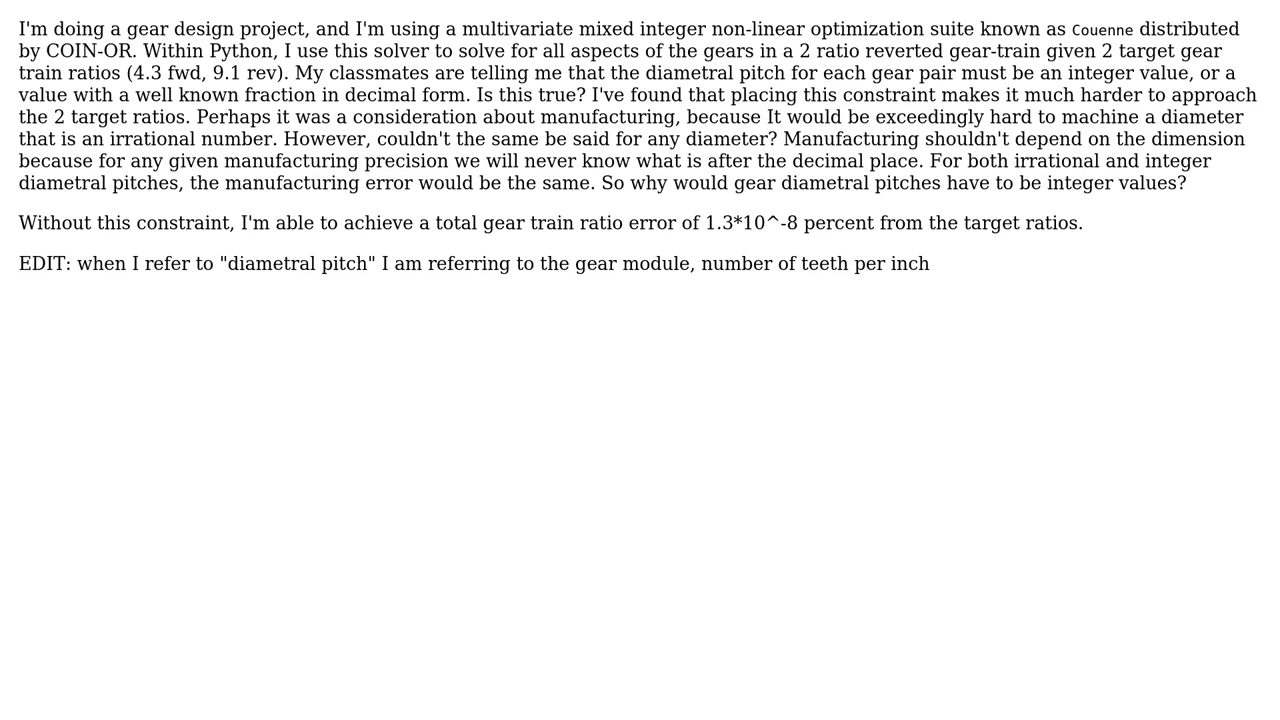 I'm doing a gear design project, and I'm using a multivariate mixed integer non-linear optimization suite known as Couenne distributed
by COIN-OR. Within Python, I use this solver to solve for all aspects of the gears in a 2 ratio reverted gear-train given 2 target gear
train ratios (4.3 fwd, 9.1 rev). My classmates are telling me that the diametral pitch for each gear pair must be an integer value, or a
value with a well known fraction in decimal form. Is this true? I've found that placing this constraint makes it much harder to approach
the 2 target ratios. Perhaps it was a consideration about manufacturing, because It would be exceedingly hard to machine a diameter
that is an irrational number. However, couldn't the same be said for any diameter? Manufacturing shouldn't depend on the dimension
because for any given manufacturing precision we will never know what is after the decimal place. For both irrational and integer
diametral pitches, the manufacturing error would be the same. So why would gear diametral pitches have to be integer values?
Without this constraint, I'm able to achieve a total gear train ratio error of 1.3*10^-8 percent from the target ratios.
EDIT: when I refer to "diametral pitch" I am referring to the gear module, number of teeth per inch